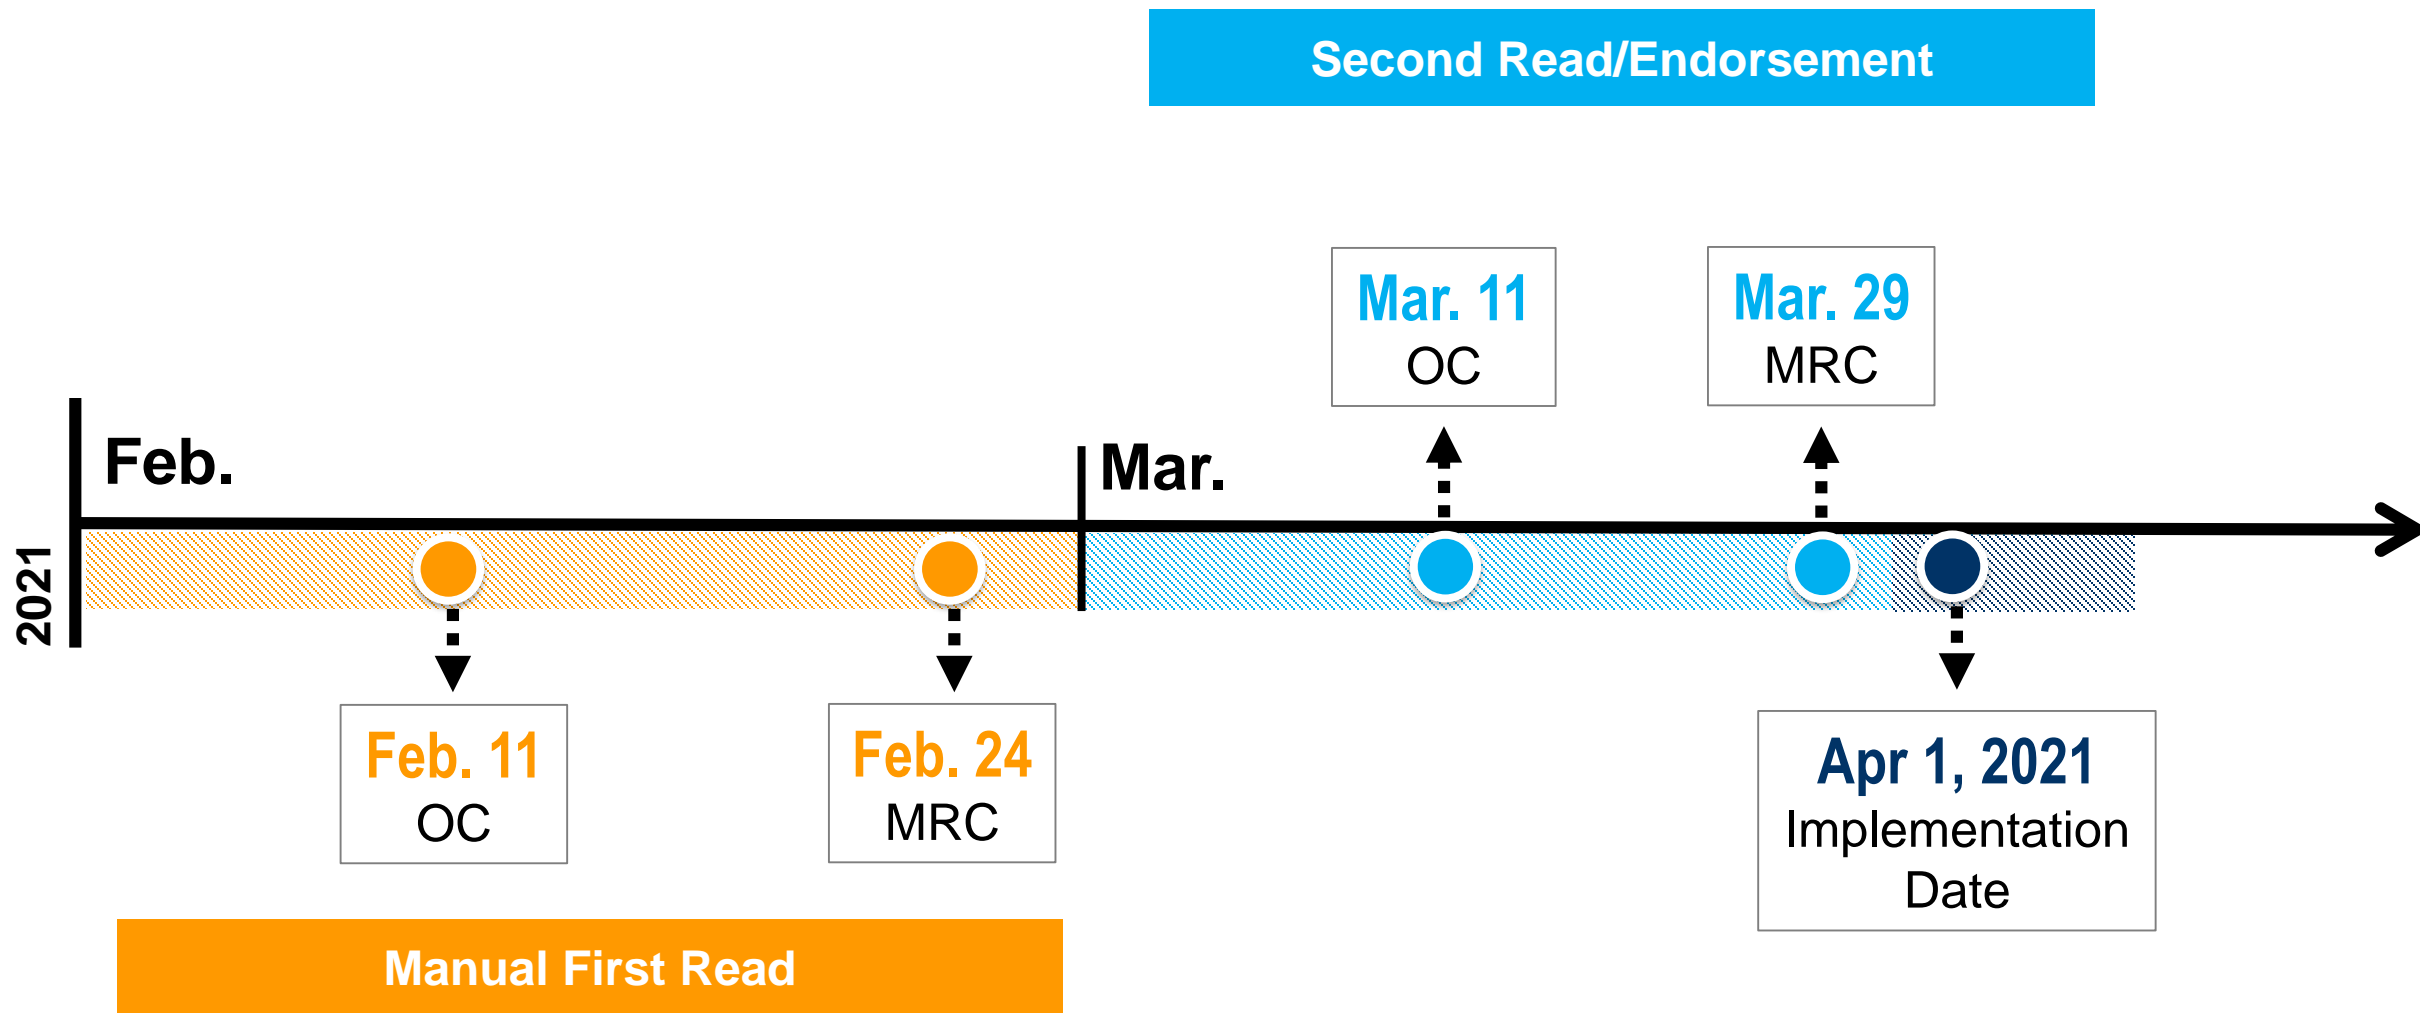 Second Read/Endorsement
Mar. 11
OC
Mar. 29
MRC
Feb.
Mar.
2021
Feb. 11
OC
Feb. 24
MRC
Apr 1, 2021
Implementation
Date
Manual First Read